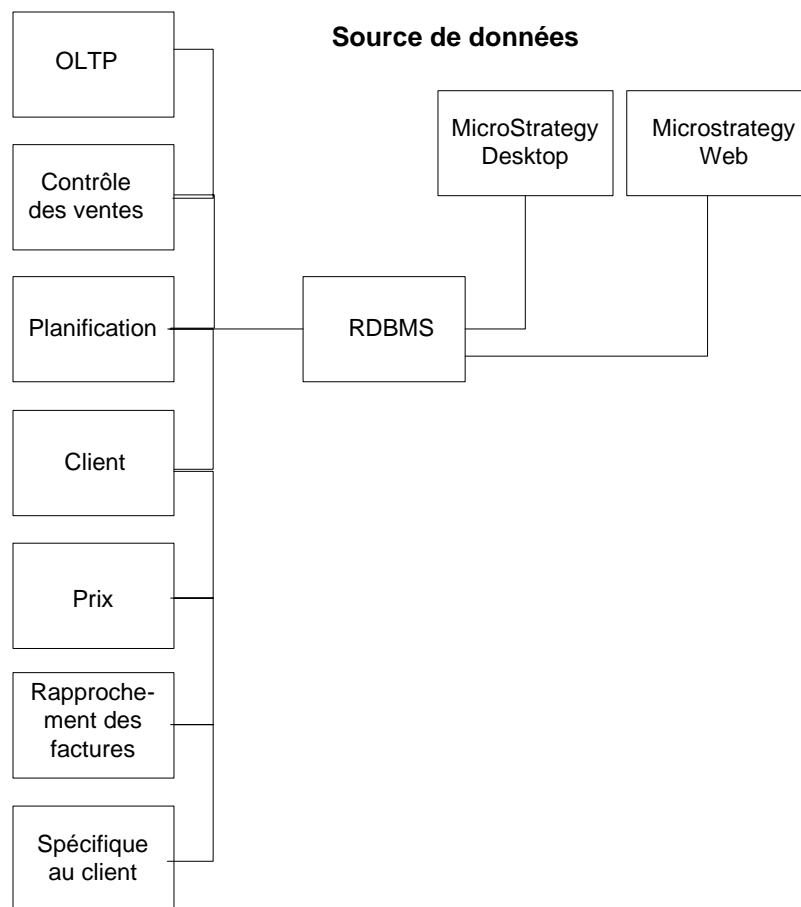 Source de données
OLTP
MicroStrategy
Desktop
Microstrategy
Web
Contrôle
des ventes
Planification
RDBMS
Client
Prix
Rapproche-
ment des
factures
Spécifique
au client